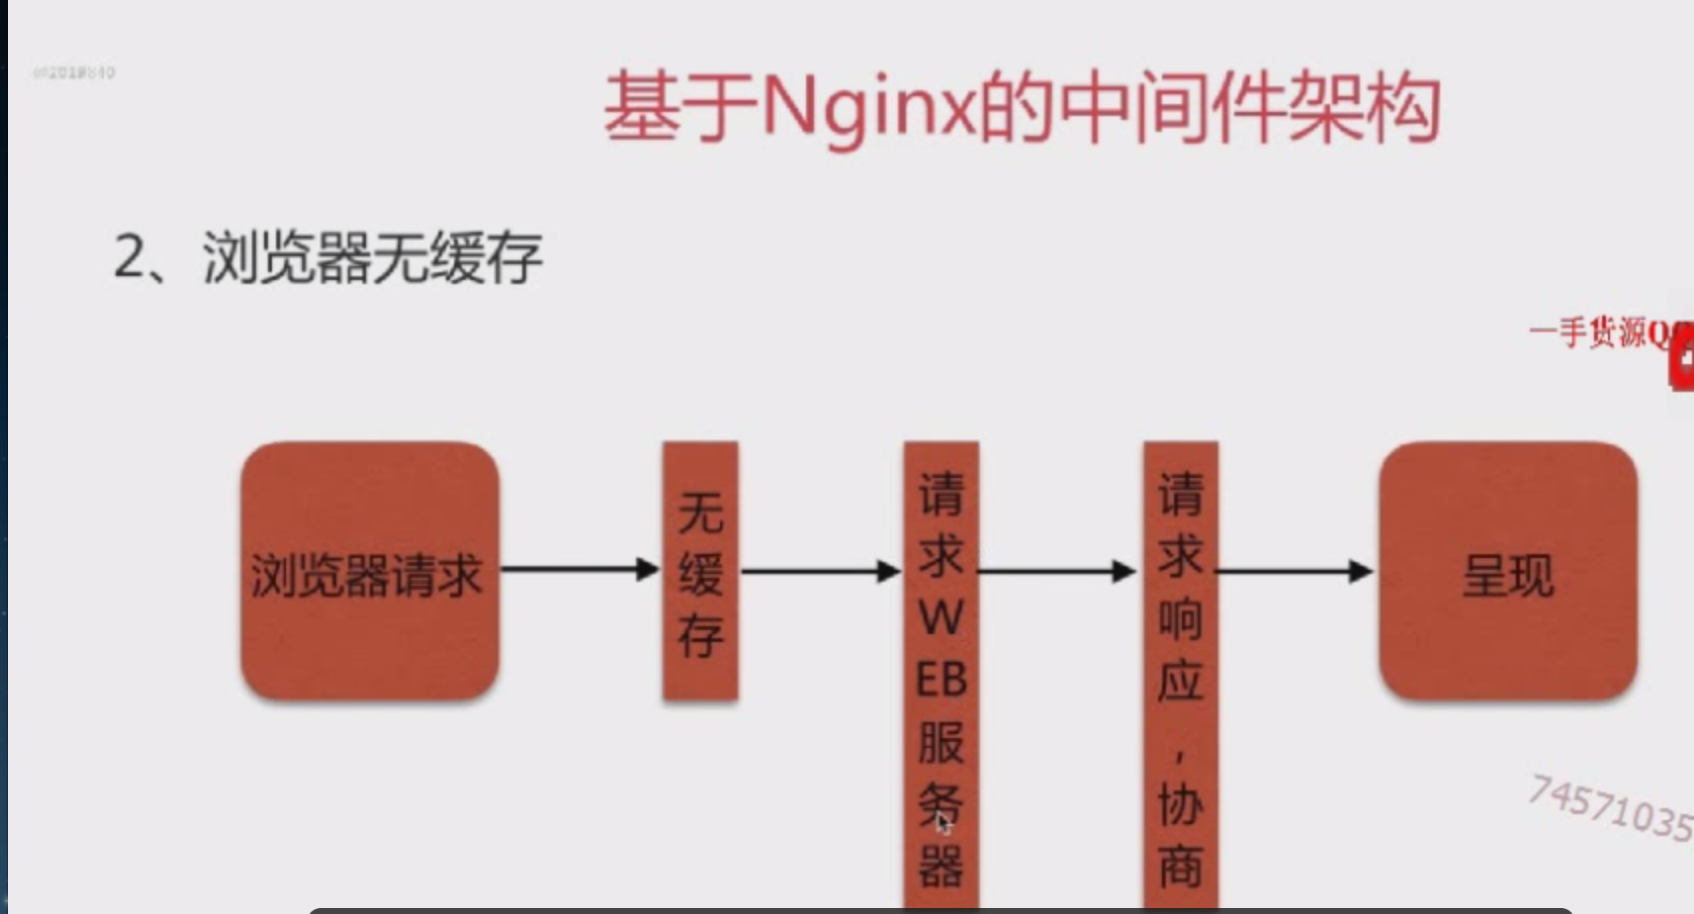 基于Nginx的中间件架构
2、浏览器无缓存
一手货源QQ
浏览器请求
无缓存
请求WEB服务器
请求响应，协商
呈现
74571035